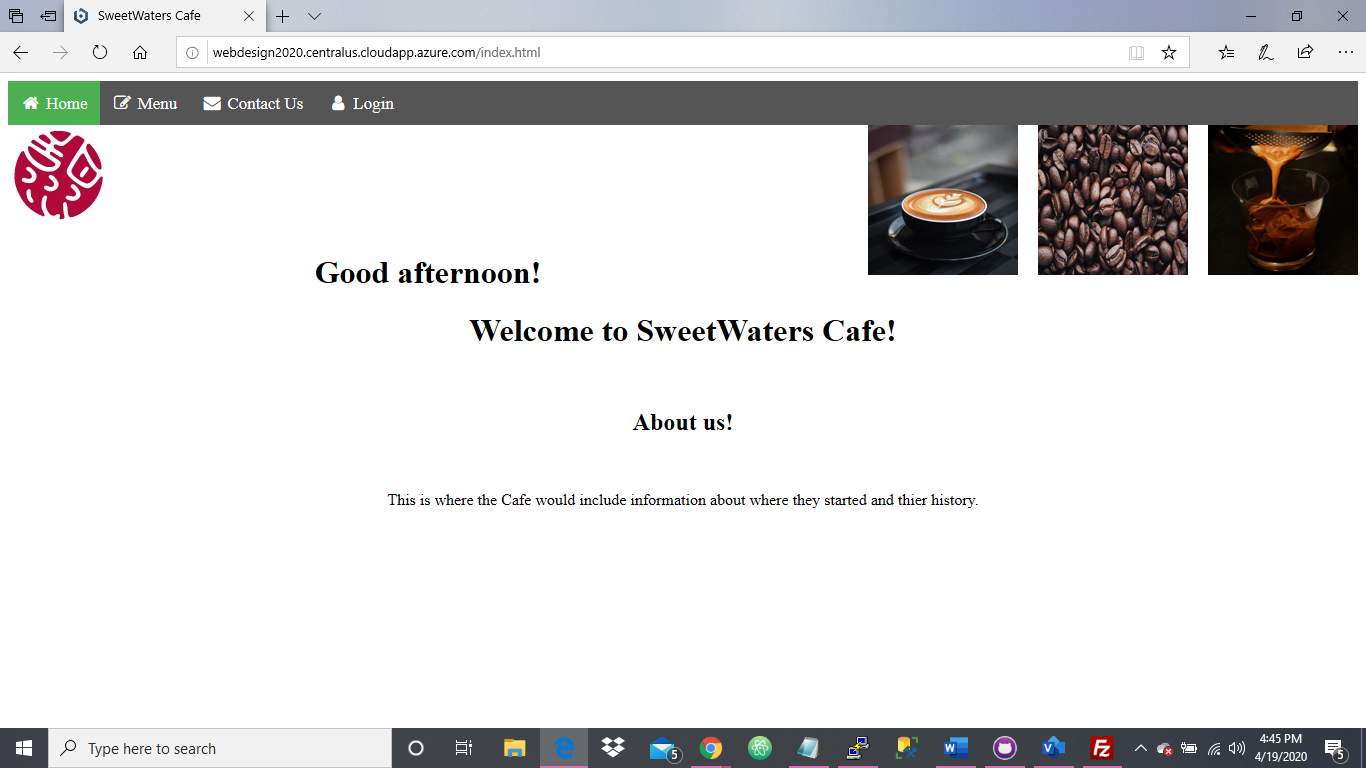 SweetWaters Cafe
webdesign2020.centralus.cloudapp.azure.com/index.html
Home Menu Contact Us Login
Good afternoon!
Welcome to SweetWaters Cafe!
About us!
This is where the Cafe would include information about where they started and thier history.
Type here to search
5
4:45 PM
4/19/2020
5